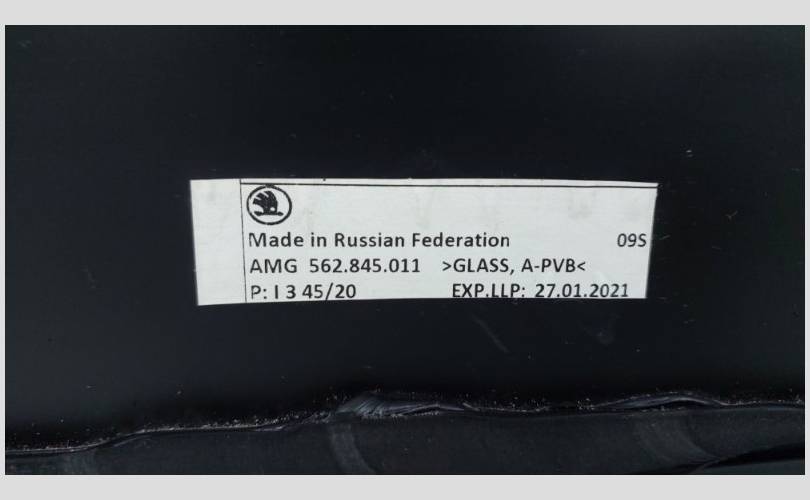 Made in Russian Federation 09S
AMG 562.845.011 >GLASS, A-PVB<
P: I 3 45/20 EXP.LLP: 27.01.2021